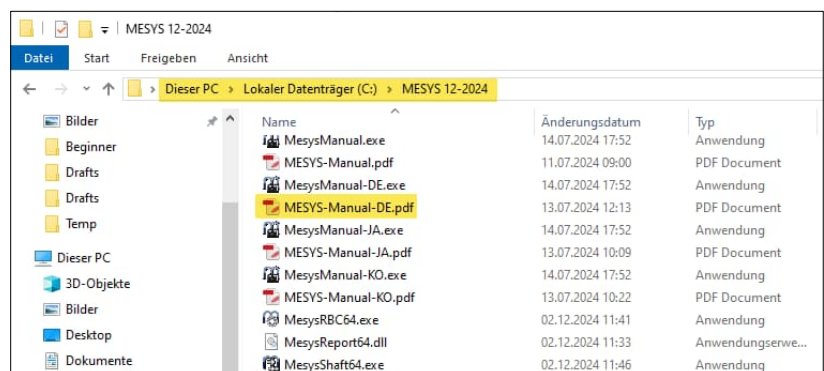 MESYS 12-2024
Datei Start Freigeben Ansicht
Dieser PC > Lokaler Datenträger (C:) > MESYS 12-2024
Name Änderungsdatum Typ
Bilder
Beginner
Drafts
Drafts
Temp
Dieser PC
3D-Objekte
Bilder
Desktop
Dokumente
MesysManual.exe 14.07.2024 17:52 Anwendung
MESYS-Manual.pdf 11.07.2024 09:00 PDF Document
MesysManual-DE.exe 14.07.2024 17:52 Anwendung
MESYS-Manual-DE.pdf 13.07.2024 12:13 PDF Document
MesysManual-JA.exe 14.07.2024 17:52 Anwendung
MESYS-Manual-JA.pdf 13.07.2024 10:09 PDF Document
MesysManual-KO.exe 14.07.2024 17:52 Anwendung
MESYS-Manual-KO.pdf 13.07.2024 10:22 PDF Document
MesysRBC64.exe 02.12.2024 11:41 Anwendung
MesysReport64.dll 02.12.2024 11:33 Anwendungserwe...
MesysShaft64.exe 02.12.2024 11:46 Anwendung